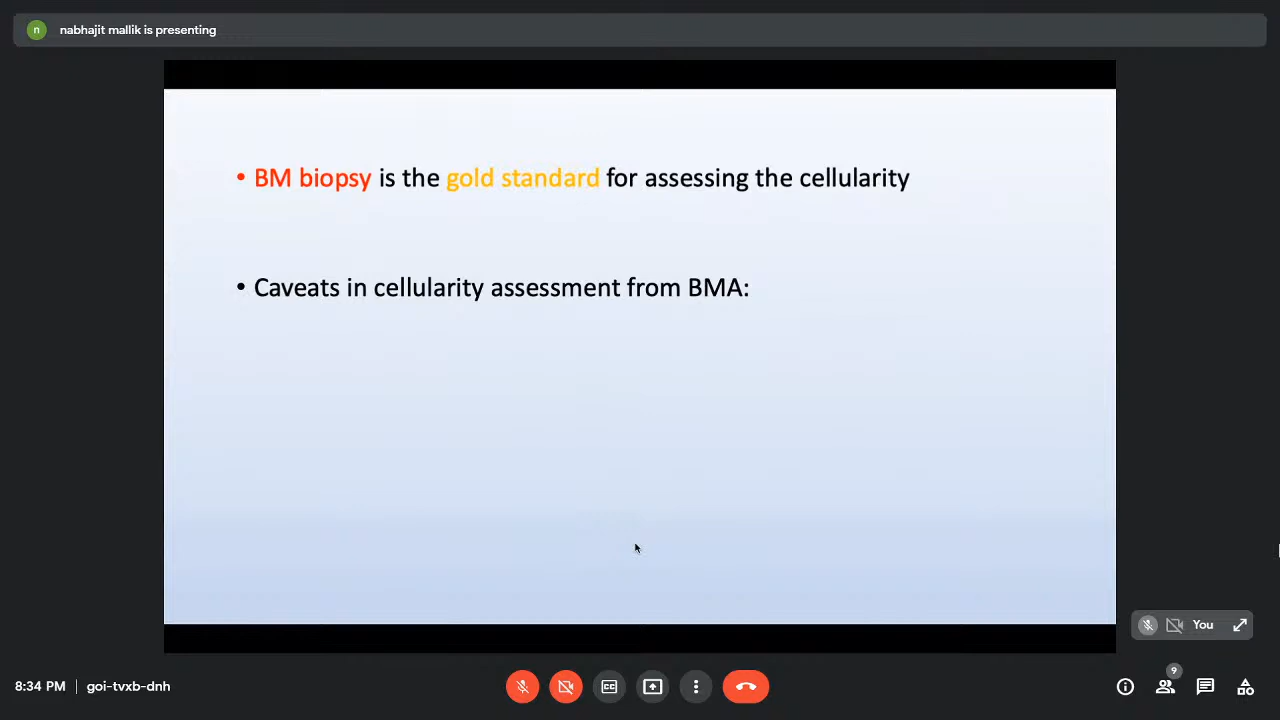 n nabhajit mallik is presenting
• BM biopsy is the gold standard for assessing the cellularity
• Caveats in cellularity assessment from BMA:
You
9
8:34 PM | goi-tvxb-dnh
CC